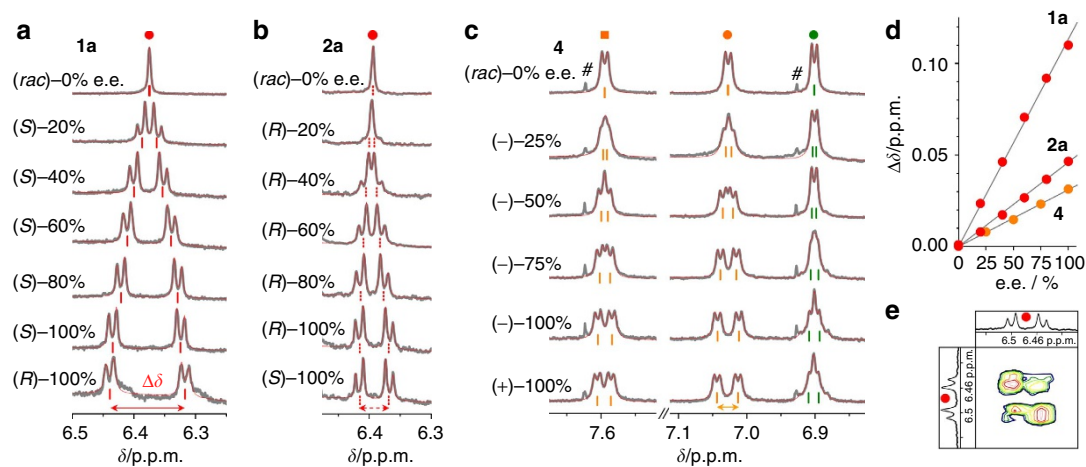 a
1a
(rac)–0% e.e.
(S)–20%
(S)–40%
(S)–60%
(S)–80%
(S)–100%
(R)–100%
Δδ
6.5 6.4 6.3
δ/p.p.m.
b
2a
(R)–20%
(R)–40%
(R)–60%
(R)–80%
(R)–100%
(S)–100%
6.4 6.3
δ/p.p.m.
c
4
# #
(rac)–0% e.e.
(−)–25%
(−)–50%
(−)–75%
(−)–100%
(+)–100%
7.6 // 7.1 7.0 6.9
δ/p.p.m.
d
1a
2a
4
Δδ/p.p.m.
0.10
0.05
0.00
0 25 50 75 100
e.e. / %
e
6.5 6.46 p.p.m.
6.5 6.46 p.p.m.